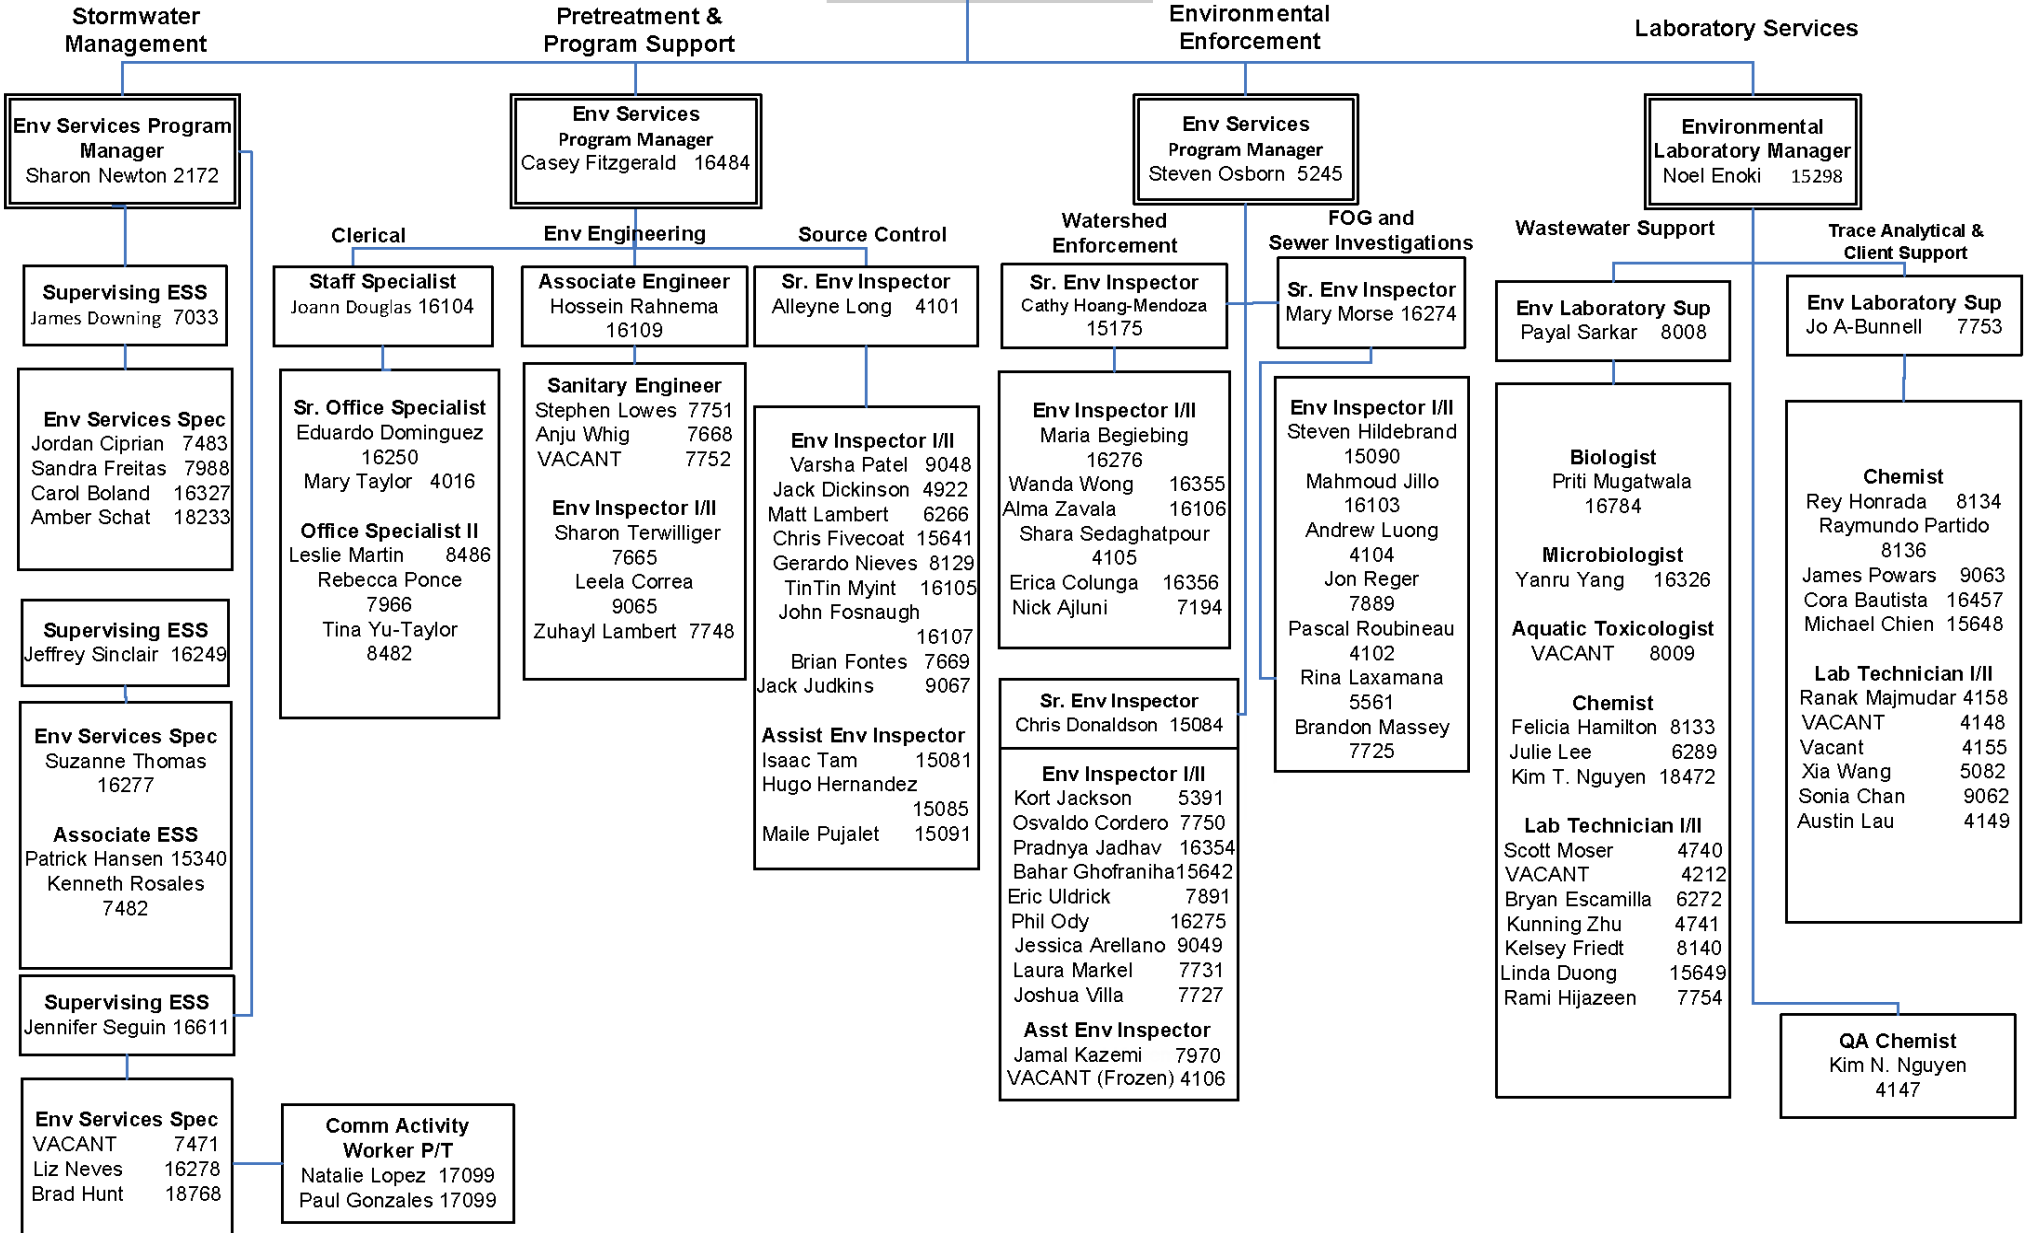 Stormwater
Management
Env Services Program
Manager
Sharon Newton 2172
Supervising ESS
James Downing 7033
Env Services Spec
Jordan Ciprian 7483
Sandra Freitas 7988
Carol Boland 16327
Amber Schat 18233
Supervising ESS
Jeffrey Sinclair 16249
Env Services Spec
Suzanne Thomas
16277
Associate ESS
Patrick Hansen 15340
Kenneth Rosales
7482
Supervising ESS
Jennifer Seguin 16611
Env Services Spec
VACANT 7471
Liz Neves 16278
Brad Hunt 18768
Comm Activity
Worker P/T
Natalie Lopez 17099
Paul Gonzales 17099
Pretreatment &
Program Support
Env Services
Program Manager
Casey Fitzgerald 16484
Clerical
Staff Specialist
Joann Douglas 16104
Sr. Office Specialist
Eduardo Dominguez
16250
Mary Taylor 4016
Office Specialist II
Leslie Martin 8486
Rebecca Ponce
7966
Tina Yu-Taylor
8482
Env Engineering
Associate Engineer
Hossein Rahnema
16109
Sanitary Engineer
Stephen Lowes 7751
Anju Whig 7668
VACANT 7752
Env Inspector I/II
Sharon Terwilliger
7665
Leela Correa
9065
Zuhayl Lambert 7748
Source Control
Sr. Env Inspector
Alleyne Long 4101
Env Inspector I/II
Varsha Patel 9048
Jack Dickinson 4922
Matt Lambert 6266
Chris Fivecoat 15641
Gerardo Nieves 8129
TinTin Myint 16105
John Fosnaugh
16107
Brian Fontes 7669
Jack Judkins 9067
Assist Env Inspector
Isaac Tam 15081
Hugo Hernandez
15085
Maile Pujalet 15091
Environmental
Enforcement
Env Services
Program Manager
Steven Osborn 5245
Watershed
Enforcement
Sr. Env Inspector
Cathy Hoang-Mendoza
15175
Env Inspector I/II
Maria Begiebing
16276
Wanda Wong 16355
Alma Zavala 16106
Shara Sedaghatpour
4105
Erica Colunga 16356
Nick Ajluni 7194
Sr. Env Inspector
Chris Donaldson 15084
Env Inspector I/II
Kort Jackson 5391
Osvaldo Cordero 7750
Pradnya Jadhav 16354
Bahar Ghofraniha15642
Eric Uldrick 7891
Phil Ody 16275
Jessica Arellano 9049
Laura Markel 7731
Joshua Villa 7727
Asst Env Inspector
Jamal Kazemi 7970
VACANT (Frozen) 4106
FOG and
Sewer Investigations
Sr. Env Inspector
Mary Morse 16274
Env Inspector I/II
Steven Hildebrand
15090
Mahmoud Jillo
16103
Andrew Luong
4104
Jon Reger
7889
Pascal Roubineau
4102
Rina Laxamana
5561
Brandon Massey
7725
Laboratory Services
Environmental
Laboratory Manager
Noel Enoki 15298
Wastewater Support
Env Laboratory Sup
Payal Sarkar 8008
Biologist
Priti Mugatwala
16784
Microbiologist
Yanru Yang 16326
Aquatic Toxicologist
VACANT 8009
Chemist
Felicia Hamilton 8133
Julie Lee 6289
Kim T. Nguyen 18472
Lab Technician I/II
Scott Moser 4740
VACANT 4212
Bryan Escamilla 6272
Kunning Zhu 4741
Kelsey Friedt 8140
Linda Duong 15649
Rami Hijazeen 7754
Trace Analytical &
Client Support
Env Laboratory Sup
Jo A-Bunnell 7753
Chemist
Rey Honrada 8134
Raymundo Partido
8136
James Powars 9063
Cora Bautista 16457
Michael Chien 15648
Lab Technician I/II
Ranak Majmudar 4158
VACANT 4148
Vacant 4155
Xia Wang 5082
Sonia Chan 9062
Austin Lau 4149
QA Chemist
Kim N. Nguyen
4147